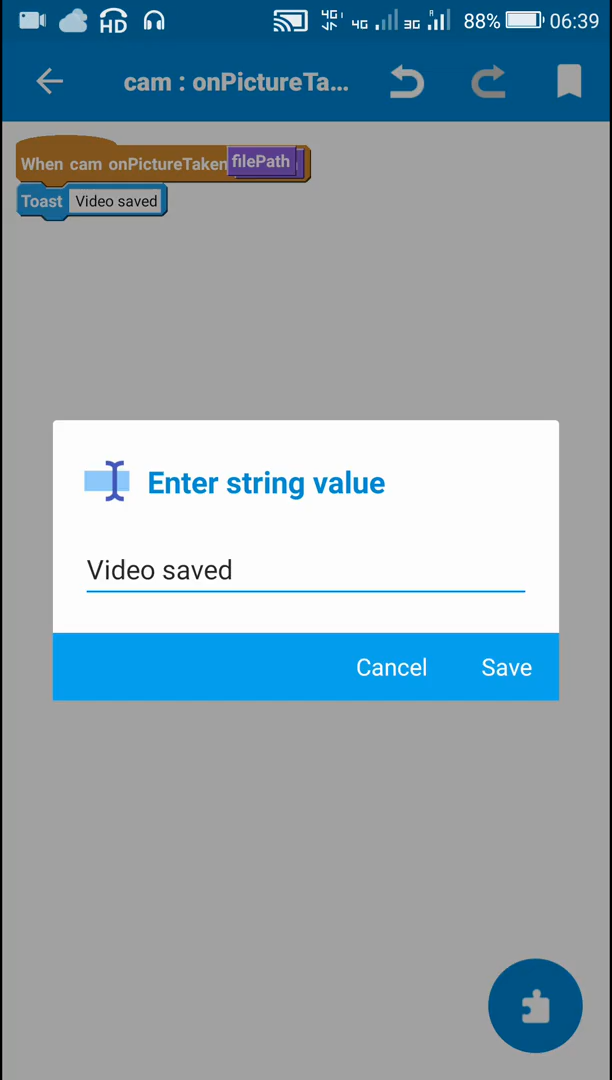 HD 4G 4G 3G R 88% 06:39
cam : onPictureTa...
When cam onPictureTaken filePath
Toast Video saved
Enter string value
Video saved
Cancel Save